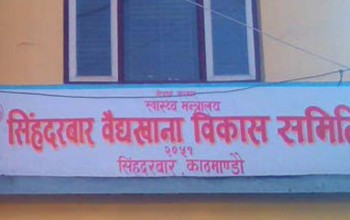 नेपाल सरकार
स्वास्थ्य मन्त्रालय
सिंहदरबार वैद्यखाना विकास समिति
२०५१
सिंहदरबार काठमाण्डौ